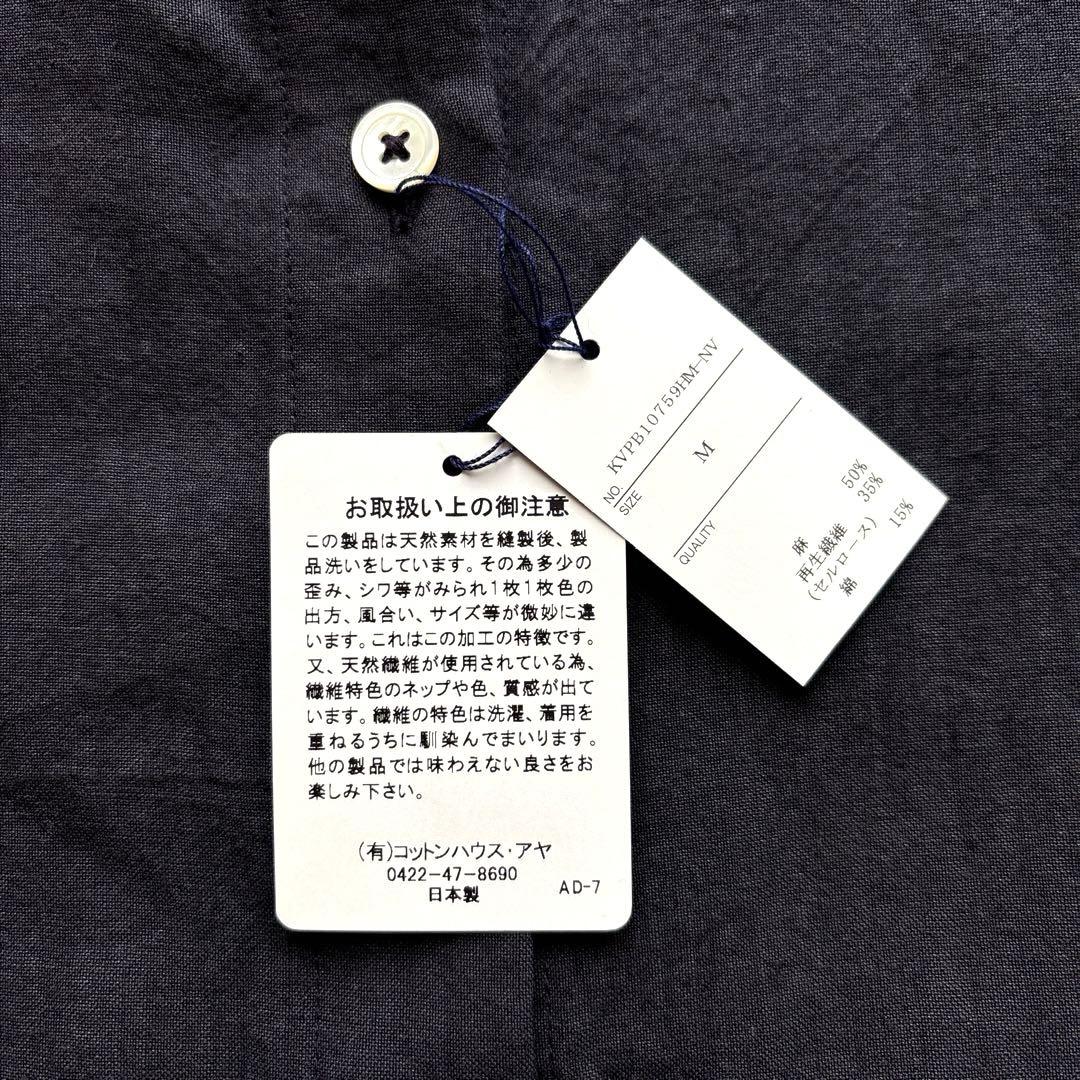 お取扱い上の御注意
この製品は天然素材を縫製後、製
品洗いをしています。その為多少の
歪み、シワ等がみられ1枚1枚色の
出方、風合い、サイズ等が微妙に違
います。これはこの加工の特徴です。
又、天然繊維が使用されている為、
繊維特色のネップや色、質感が出て
います。繊維の特色は洗濯、着用を
重ねるうちに馴染んでまいります。
他の製品では味わえない良さをお
楽しみ下さい。
(有)コットンハウス・アヤ
0422-47-8690
日本製
AD-7
NO. KVPB10759HM-NV
SIZE M
QUALITY
麻 50%
再生繊維 35%
(セルロース)
綿 15%